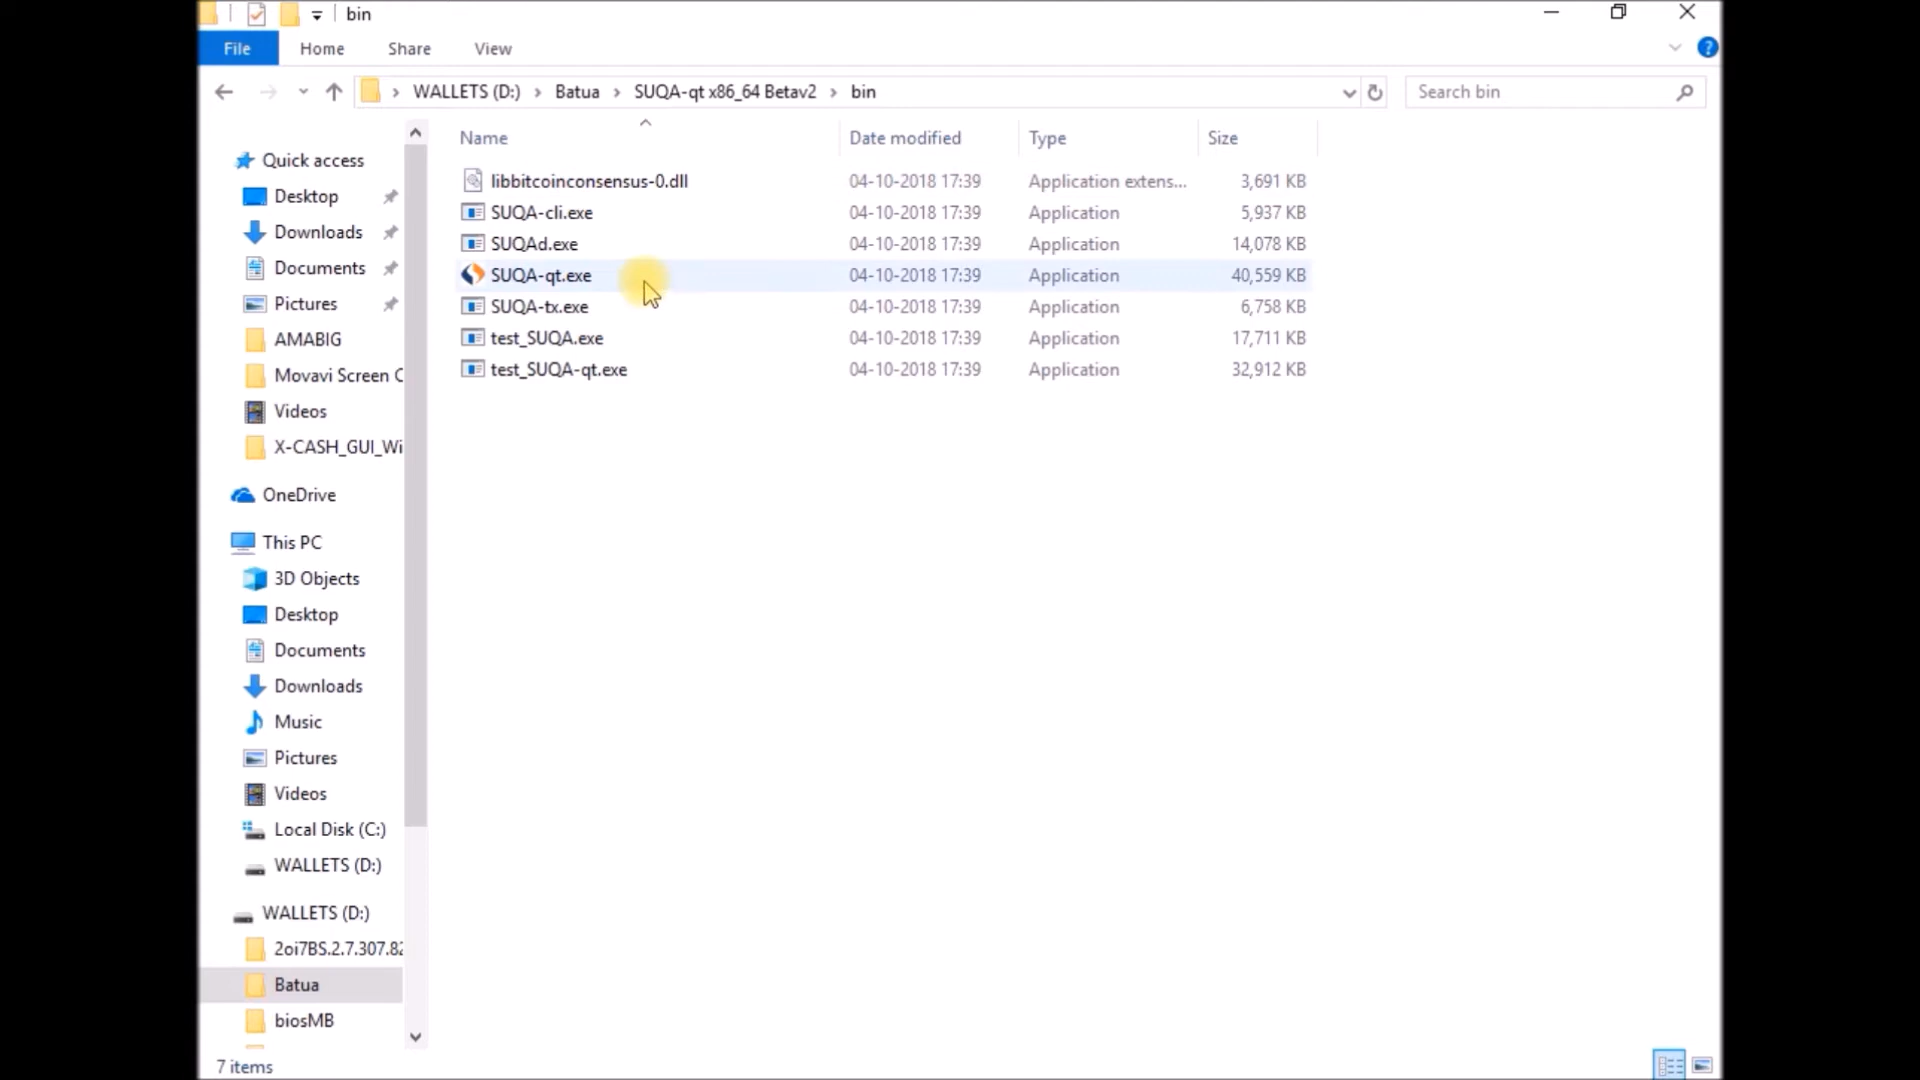 bin
File Home Share View
WALLETS (D:) Batua SUQA-qt x86_64 Betav2 bin Search bin
Name Date modified Type Size
libbitcoinconsensus-0.dll 04-10-2018 17:39 Application extens... 3,691 KB
SUQA-cli.exe 04-10-2018 17:39 Application 5,937 KB
SUQAd.exe 04-10-2018 17:39 Application 14,078 KB
SUQA-qt.exe 04-10-2018 17:39 Application 40,559 KB
SUQA-tx.exe 04-10-2018 17:39 Application 6,758 KB
test_SUQA.exe 04-10-2018 17:39 Application 17,711 KB
test_SUQA-qt.exe 04-10-2018 17:39 Application 32,912 KB
Quick access
Desktop
Downloads
Documents
Pictures
AMABIG
Movavi Screen C
Videos
X-CASH_GUI_Wi
OneDrive
This PC
3D Objects
Desktop
Documents
Downloads
Music
Pictures
Videos
Local Disk (C:)
WALLETS (D:)
WALLETS (D:)
2oi7BS.2.7.307.82
Batua
biosMB
7 items